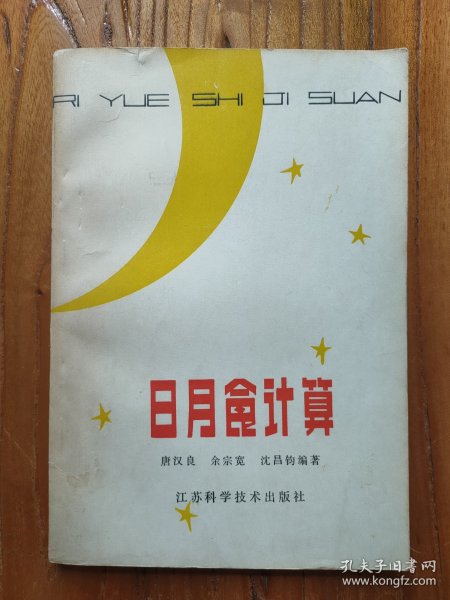 RI YUE SHI JI SUAN
日月食计算
唐汉良 余宗宽 沈昌钧编著
江苏科学技术出版社
孔夫子旧书网
www.kongfz.com